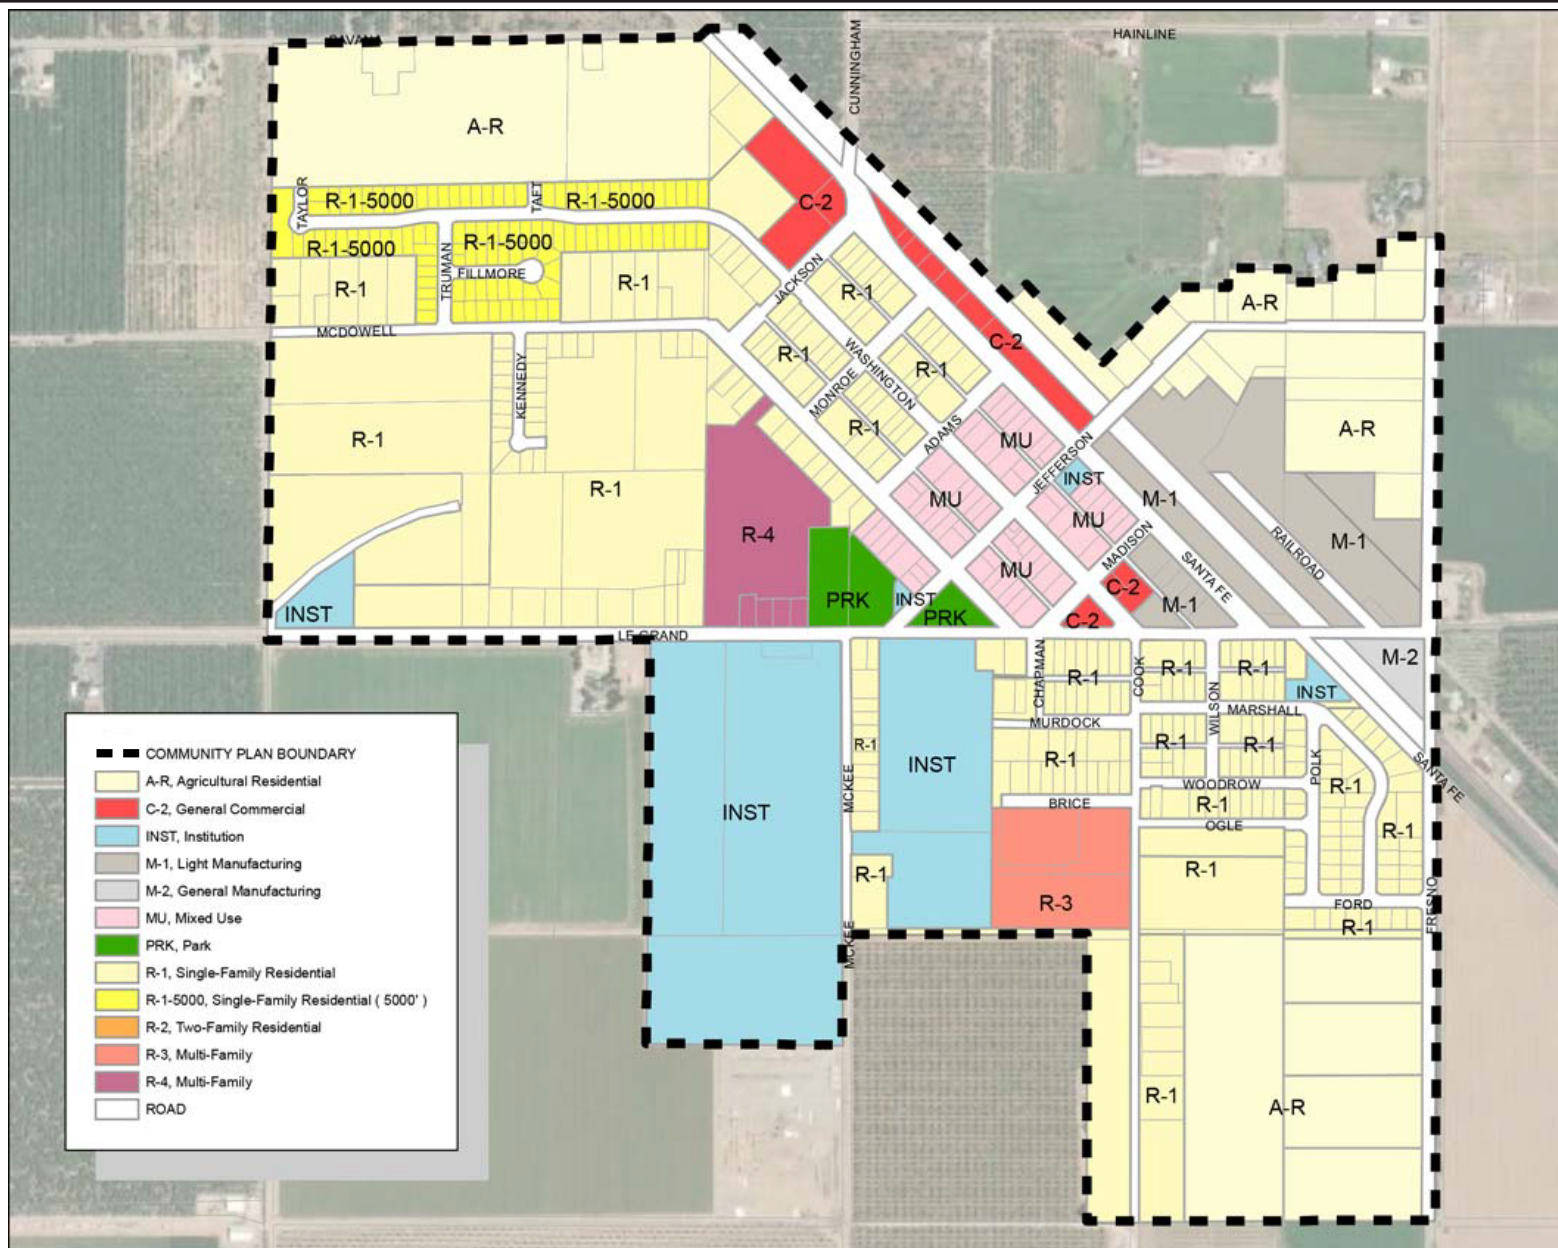 SAVANA
HAINLINE
CUNNINGHAM
A-R
TAYLOR
R-1-5000
TAFT
R-1-5000
C-2
R-1-5000
TRUMAN
R-1-5000
FILLMORE
R-1
R-1
JACKSON
R-1
A-R
MCDOWELL
C-2
R-1
WASHINGTON
R-1
KENNEDY
MONROE
R-1
R-1
ADAMS
MU
JEFFERSON
A-R
R-1
MU
INST
M-1
R-4
MU
MADISON
SANTA FE
RAILROAD
M-1
MU
C-2
M-1
INST
PRK
INST
PRK
C-2
LE GRAND
CHAPMAN
R-1
COOK
R-1
WILSON
R-1
M-2
INST
MARSHALL
MURDOCK
R-1
MCKEE
INST
R-1
R-1
R-1
POLK
SANTA FE
WOODROW
R-1
R-1
BRICE
OGLE
INST
R-1
R-1
R-1
R-3
FORD
FRESNO
R-1
MCKEE
R-1
A-R
COMMUNITY PLAN BOUNDARY
A-R, Agricultural Residential
C-2, General Commercial
INST, Institution
M-1, Light Manufacturing
M-2, General Manufacturing
MU, Mixed Use
PRK, Park
R-1, Single-Family Residential
R-1-5000, Single-Family Residential ( 5000' )
R-2, Two-Family Residential
R-3, Multi-Family
R-4, Multi-Family
ROAD